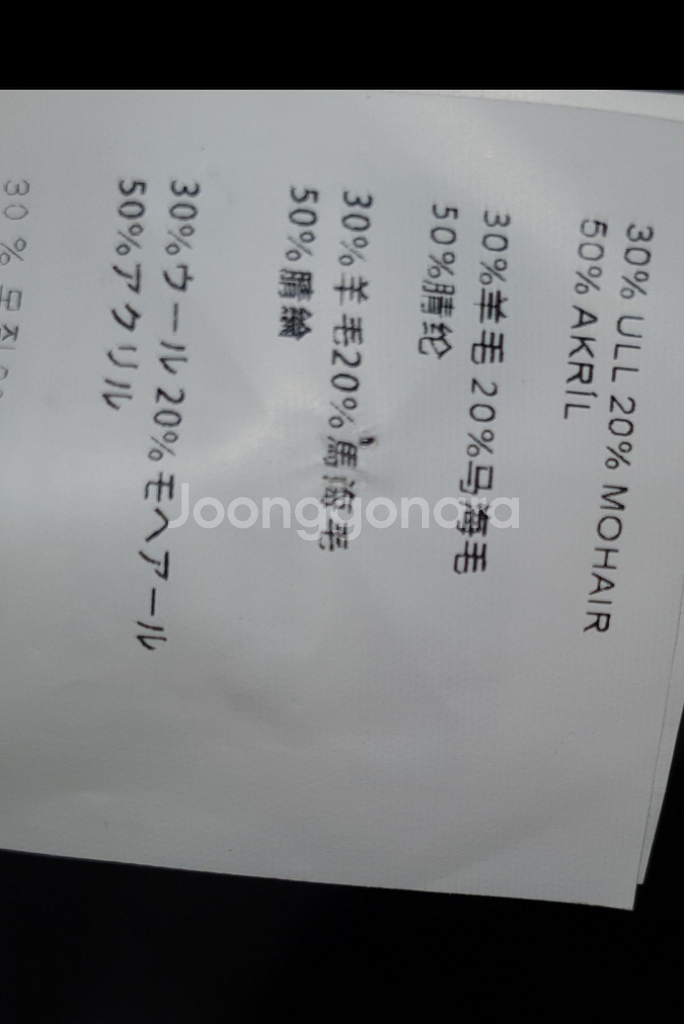 30% ULL 20% MOHAIR
50% AKRÍL
30%羊毛 20%马海毛
50%腈纶
30%羊毛20%馬海毛
50%腈綸
30%ウール 20%モヘアール
50%アクリル
30 %
Joonggonara